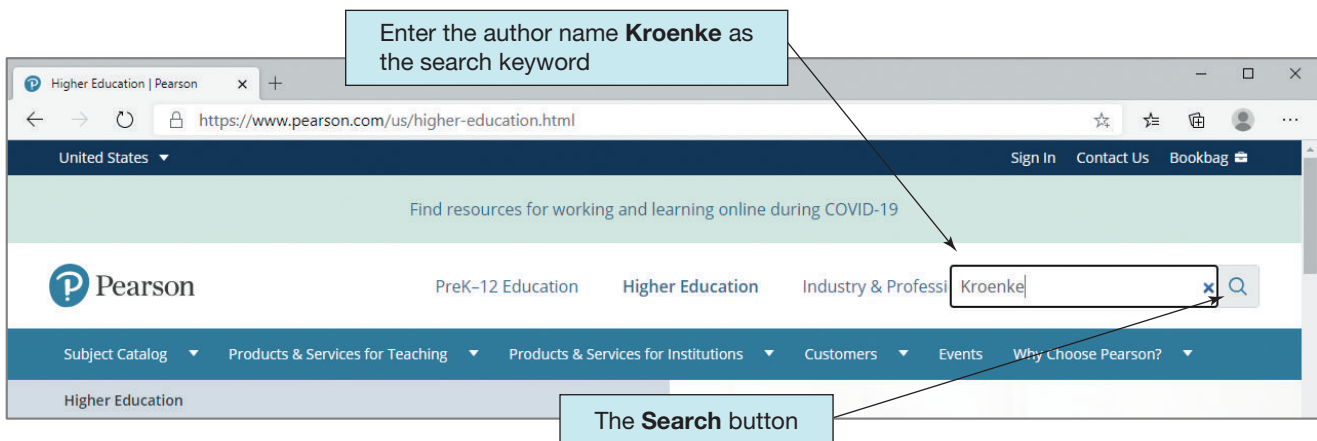 Enter the author name Kroenke as
the search keyword
Higher Education | Pearson
https://www.pearson.com/us/higher-education.html
United States
Sign In Contact Us Bookbag
Find resources for working and learning online during COVID-19
Pearson
PreK–12 Education Higher Education Industry & Professi Kroenke
Subject Catalog Products & Services for Teaching Products & Services for Institutions Customers Events Why Choose Pearson?
Higher Education
The Search button